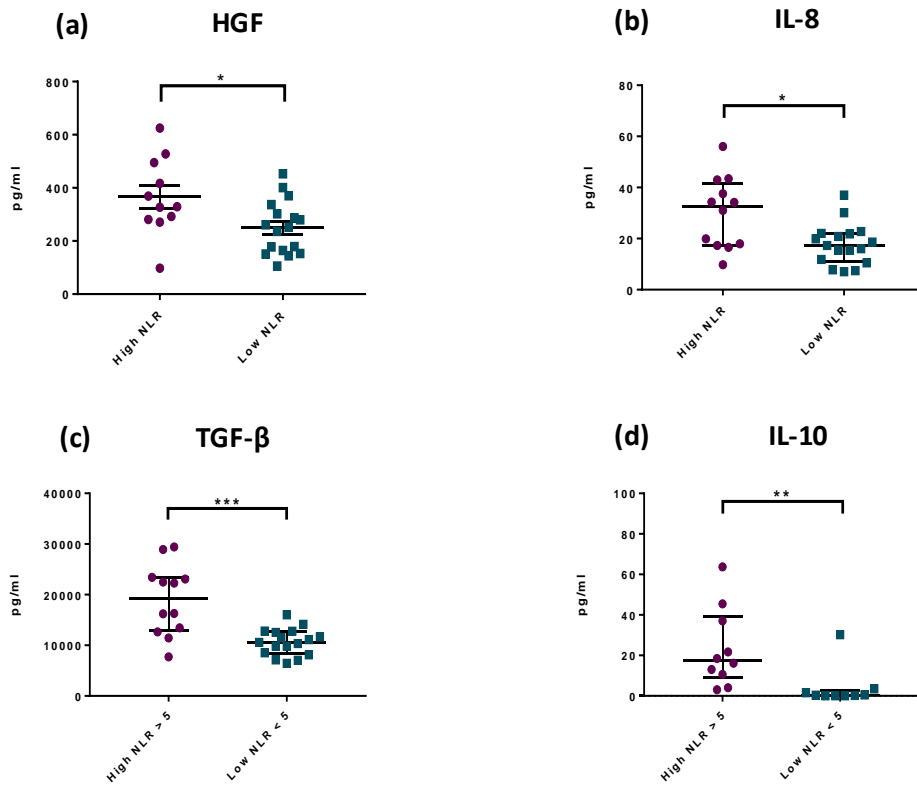 (a) HGF
*
800
600
400
200
0
pg/ml
High NLR
Low NLR
(b) IL-8
*
80
60
40
20
0
pg/ml
High NLR
Low NLR
(c) TGF-β
***
40000
30000
20000
10000
0
pg/ml
High NLR > 5
Low NLR < 5
(d) IL-10
**
100
80
60
40
20
0
pg/ml
High NLR > 5
Low NLR < 5